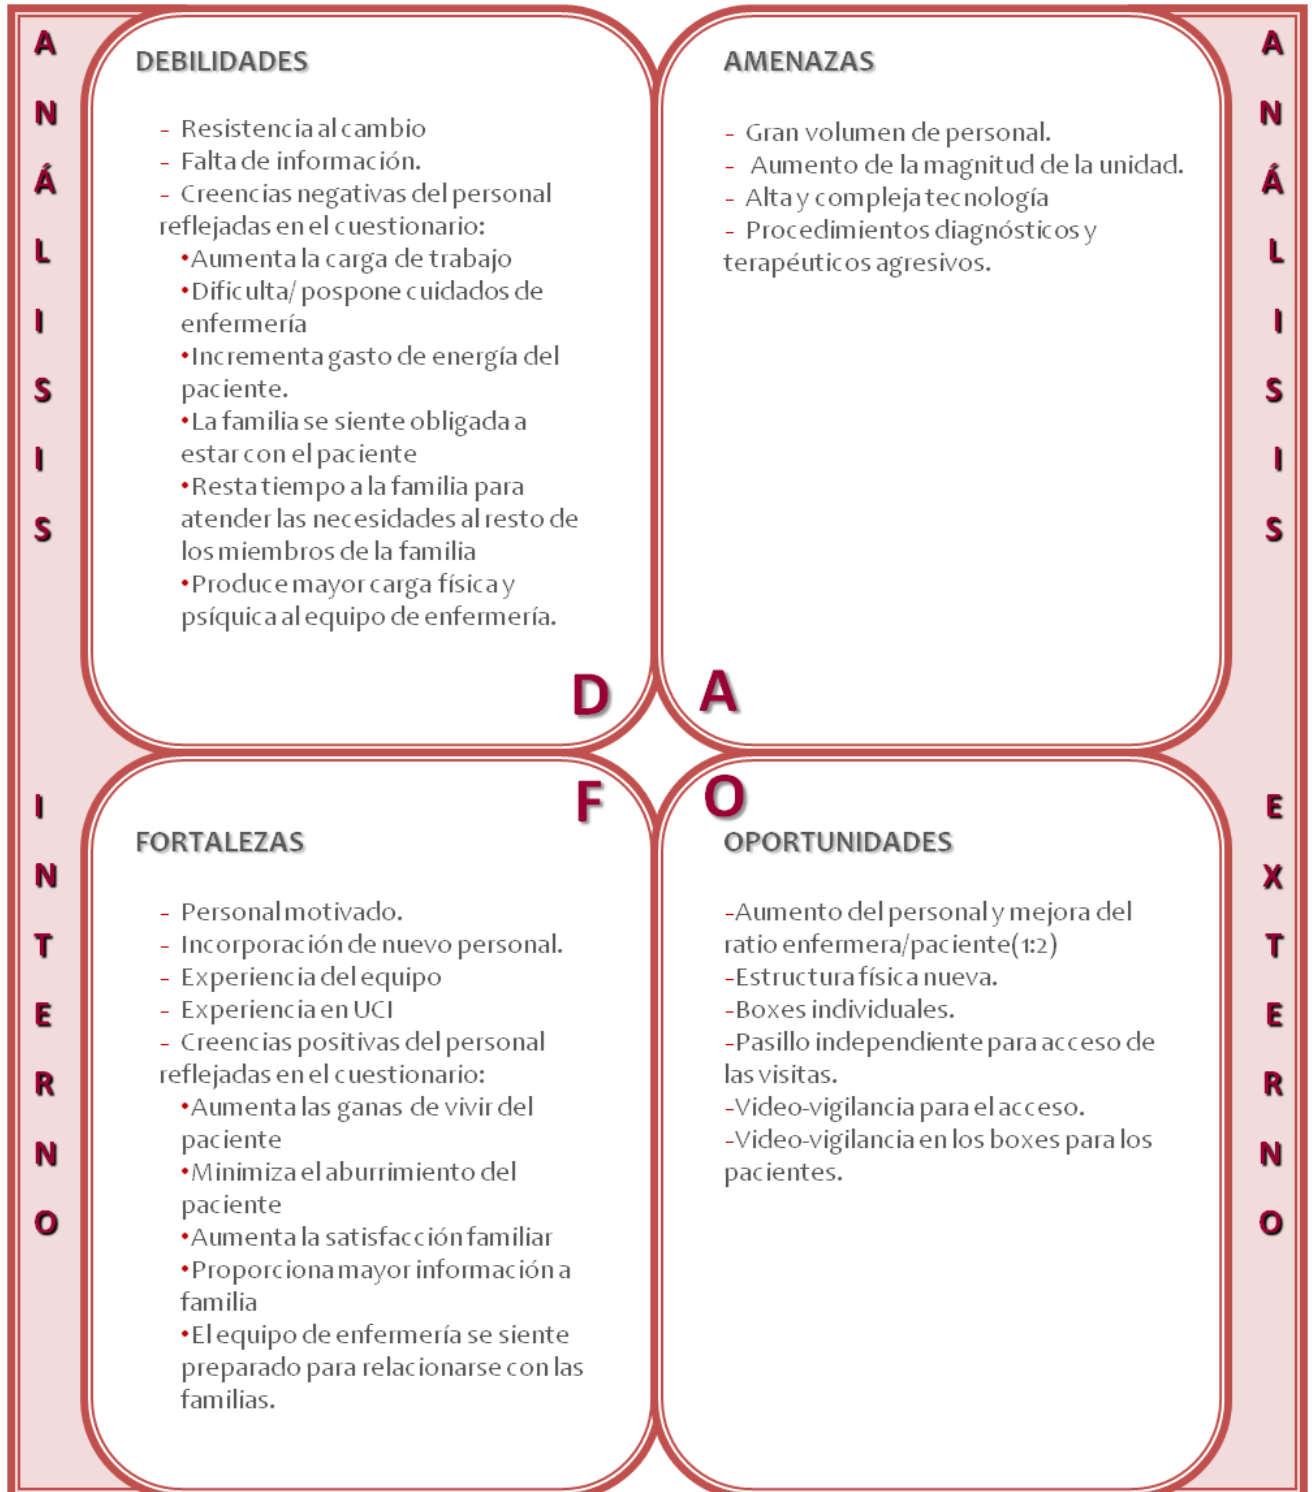 ANÁLISIS INTERNO
DEBILIDADES
- Resistencia al cambio
- Falta de información.
- Creencias negativas del personal
reflejadas en el cuestionario:
•Aumenta la carga de trabajo
•Dificulta/ pospone cuidados de
enfermería
•Incrementa gasto de energía del
paciente.
•La familia se siente obligada a
estar con el paciente
•Resta tiempo a la familia para
atender las necesidades al resto de
los miembros de la familia
•Produce mayor carga física y
psíquica al equipo de enfermería.
D
AMENAZAS
- Gran volumen de personal.
- Aumento de la magnitud de la unidad.
- Alta y compleja tecnología
- Procedimientos diagnósticos y
terapéuticos agresivos.
A
F
FORTALEZAS
- Personal motivado.
- Incorporación de nuevo personal.
- Experiencia del equipo
- Experiencia en UCI
- Creencias positivas del personal
reflejadas en el cuestionario:
•Aumenta las ganas de vivir del
paciente
•Minimiza el aburrimiento del
paciente
•Aumenta la satisfacción familiar
•Proporciona mayor información a
familia
•El equipo de enfermería se siente
preparado para relacionarse con las
familias.
O
OPORTUNIDADES
-Aumento del personal y mejora del
ratio enfermera/paciente(1:2)
-Estructura física nueva.
-Boxes individuales.
-Pasillo independiente para acceso de
las visitas.
-Video-vigilancia para el acceso.
-Video-vigilancia en los boxes para los
pacientes.
ANÁLISIS EXTERNO